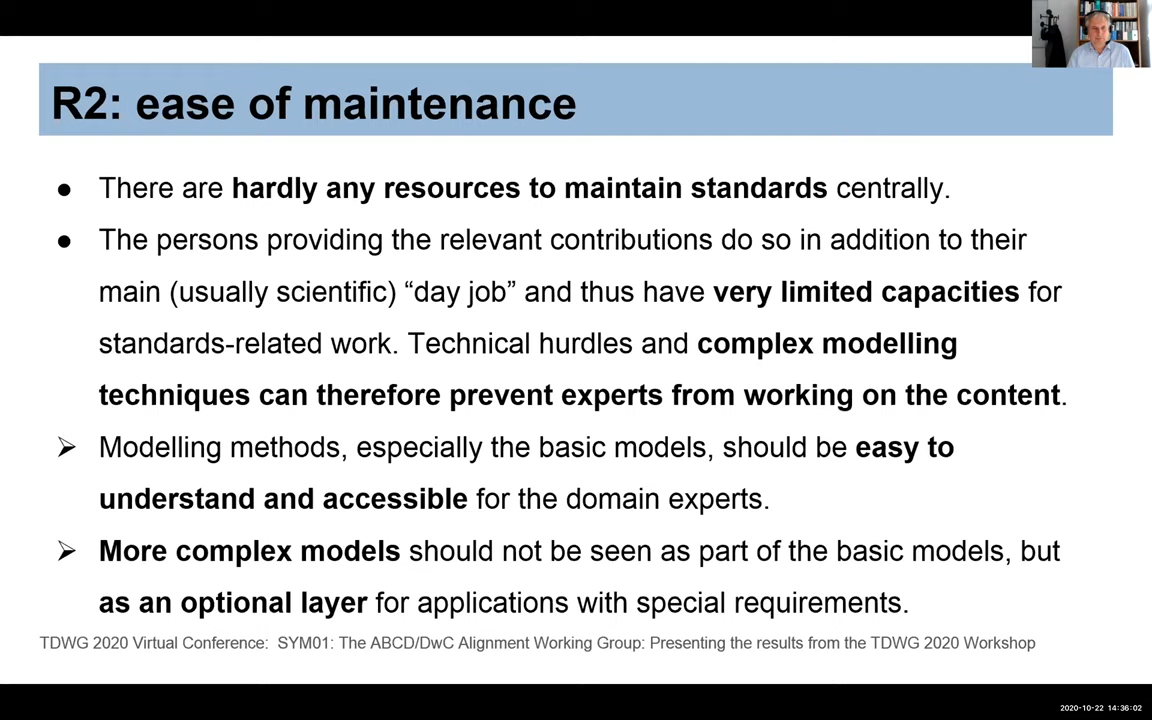 R2: ease of maintenance
● There are hardly any resources to maintain standards centrally.
● The persons providing the relevant contributions do so in addition to their
main (usually scientific) “day job” and thus have very limited capacities for
standards-related work. Technical hurdles and complex modelling
techniques can therefore prevent experts from working on the content.
➢ Modelling methods, especially the basic models, should be easy to
understand and accessible for the domain experts.
➢ More complex models should not be seen as part of the basic models, but
as an optional layer for applications with special requirements.
TDWG 2020 Virtual Conference: SYM01: The ABCD/DwC Alignment Working Group: Presenting the results from the TDWG 2020 Workshop
2020-10-22 14:36:02